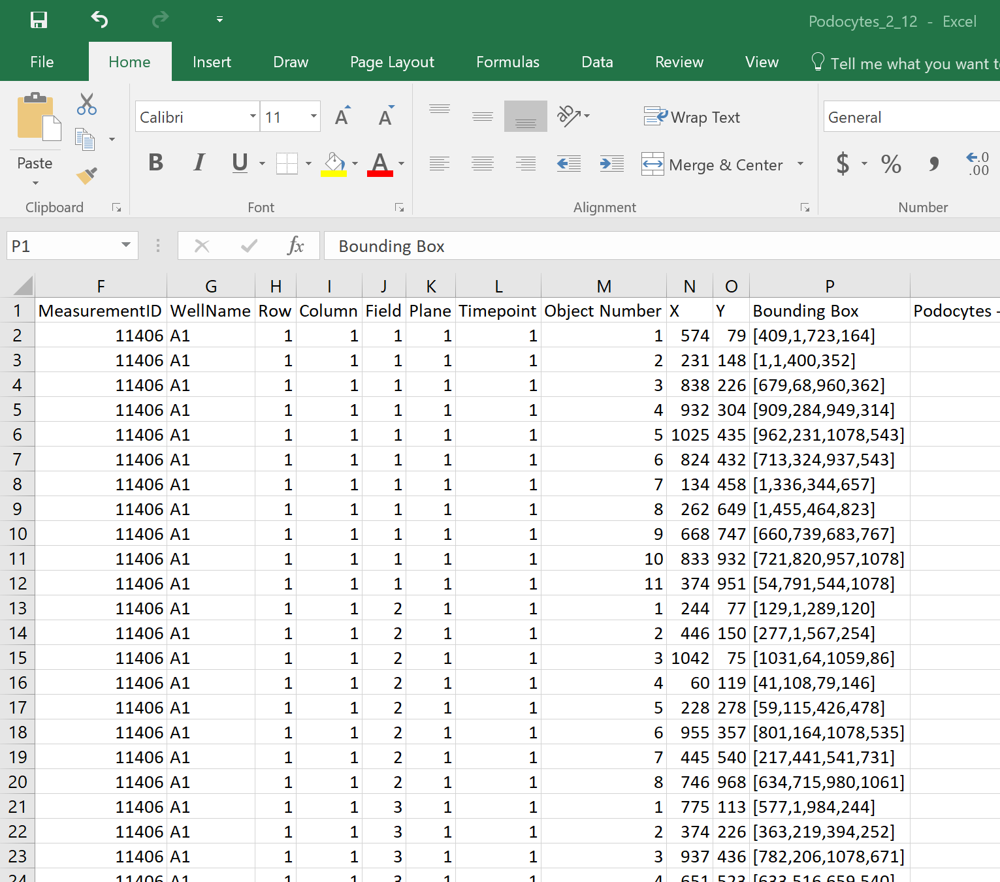 Podocytes_2_12 - Excel
File Home Insert Draw Page Layout Formulas Data Review View Tell me what you want
Calibri 11 Wrap Text General
Paste B I U A Merge & Center $ % , .0 .00
Clipboard Font Alignment Number
P1 fx Bounding Box
F G H I J K L M N O P
1 MeasurementID WellName Row Column Field Plane Timepoint Object Number X Y Bounding Box Podocytes -
2 11406 A1 1 1 1 1 1 1 574 79 [409,1,723,164]
3 11406 A1 1 1 1 1 1 2 231 148 [1,1,400,352]
4 11406 A1 1 1 1 1 1 3 838 226 [679,68,960,362]
5 11406 A1 1 1 1 1 1 4 932 304 [909,284,949,314]
6 11406 A1 1 1 1 1 1 5 1025 435 [962,231,1078,543]
7 11406 A1 1 1 1 1 1 6 824 432 [713,324,937,543]
8 11406 A1 1 1 1 1 1 7 134 458 [1,336,344,657]
9 11406 A1 1 1 1 1 1 8 262 649 [1,455,464,823]
10 11406 A1 1 1 1 1 1 9 668 747 [660,739,683,767]
11 11406 A1 1 1 1 1 1 10 833 932 [721,820,957,1078]
12 11406 A1 1 1 1 1 1 11 374 951 [54,791,544,1078]
13 11406 A1 1 1 2 1 1 1 244 77 [129,1,289,120]
14 11406 A1 1 1 2 1 1 2 446 150 [277,1,567,254]
15 11406 A1 1 1 2 1 1 3 1042 75 [1031,64,1059,86]
16 11406 A1 1 1 2 1 1 4 60 119 [41,108,79,146]
17 11406 A1 1 1 2 1 1 5 228 278 [59,115,426,478]
18 11406 A1 1 1 2 1 1 6 955 357 [801,164,1078,535]
19 11406 A1 1 1 2 1 1 7 445 540 [217,441,541,731]
20 11406 A1 1 1 2 1 1 8 746 968 [634,715,980,1061]
21 11406 A1 1 1 3 1 1 1 775 113 [577,1,984,244]
22 11406 A1 1 1 3 1 1 2 374 226 [363,219,394,252]
23 11406 A1 1 1 3 1 1 3 937 436 [782,206,1078,671]
24 11406 A1 1 1 3 1 1 4 651 523 [633,516,659,540]